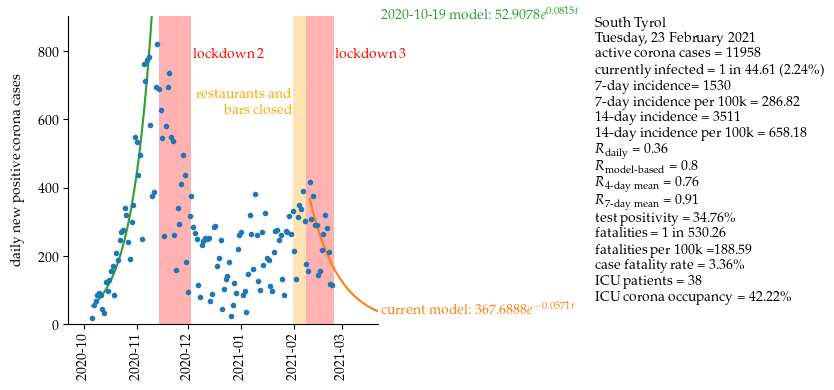 2020-10-19 model: 52.9078e^{0.0815t}
800
600
400
200
0
daily new positive corona cases
lockdown 2
lockdown 3
restaurants and
bars closed
current model: 367.6888e^{−0.0571t}
2020-10
2020-11
2020-12
2021-01
2021-02
2021-03
South Tyrol
Tuesday, 23 February 2021
active corona cases = 11958
currently infected = 1 in 44.61 (2.24%)
7-day incidence= 1530
7-day incidence per 100k = 286.82
14-day incidence = 3511
14-day incidence per 100k = 658.18
R_daily = 0.36
R_model-based = 0.8
R_4-day mean = 0.76
R_7-day mean = 0.91
test positivity = 34.76%
fatalities = 1 in 530.26
fatalities per 100k =188.59
case fatality rate = 3.36%
ICU patients = 38
ICU corona occupancy = 42.22%